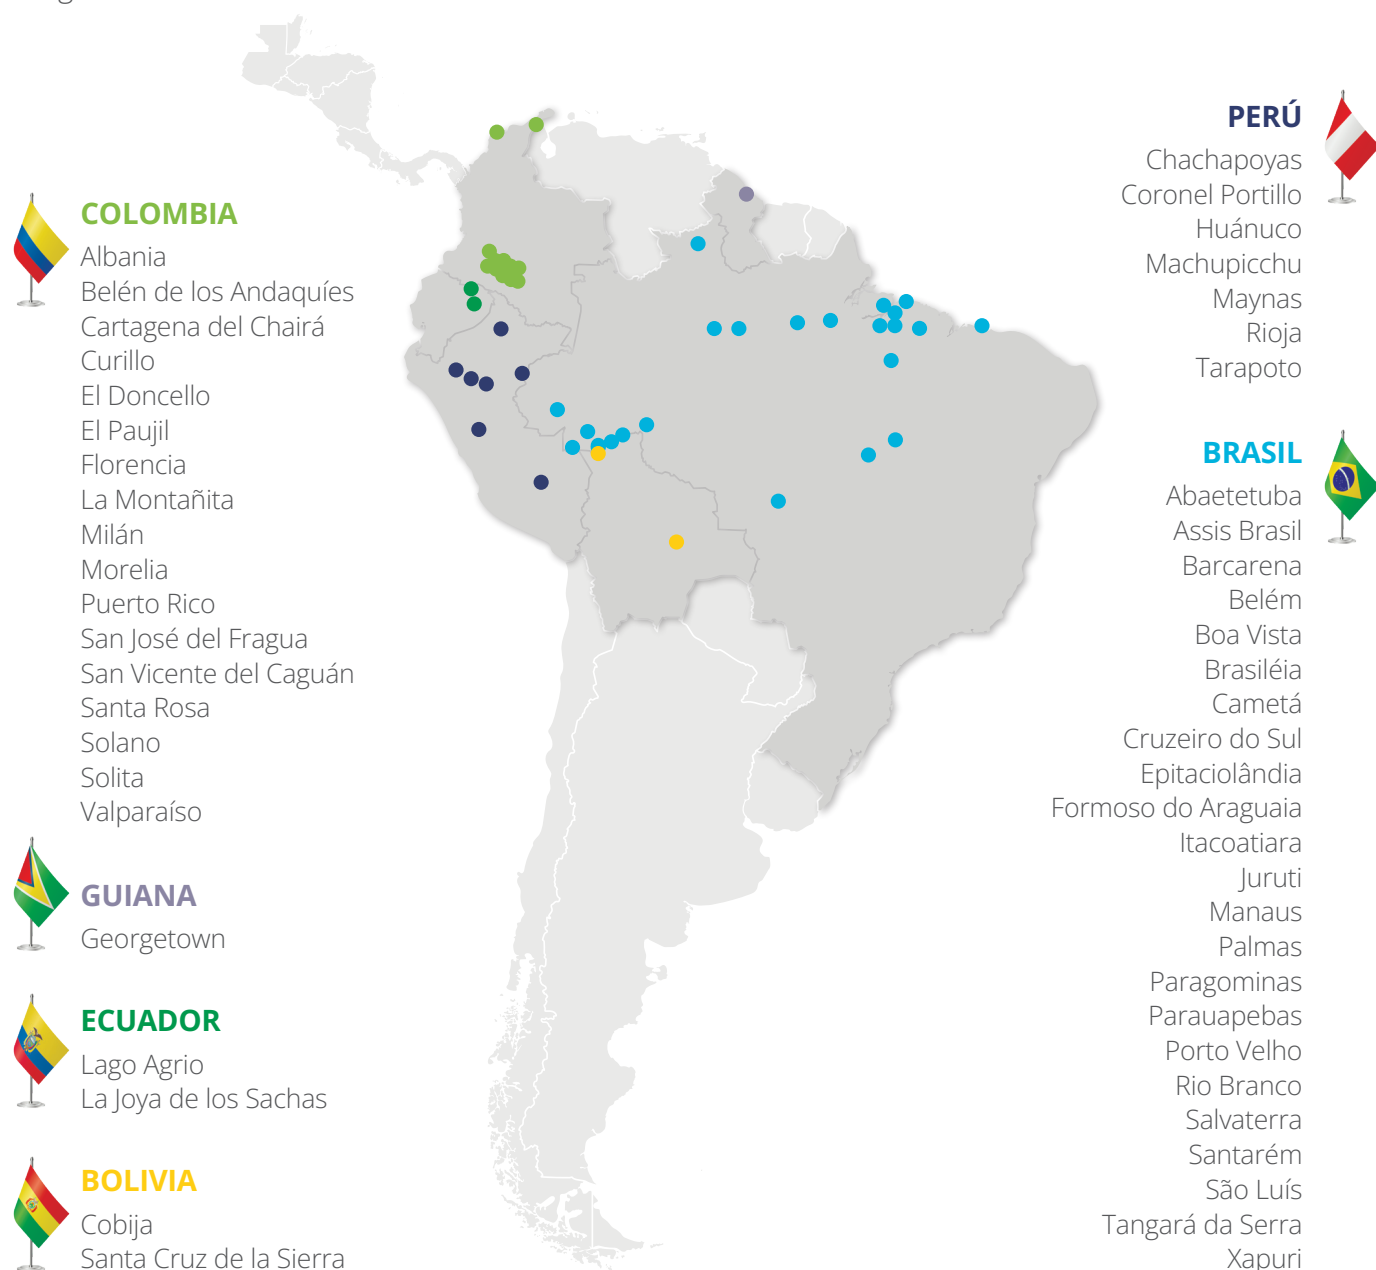 COLOMBIA
Albania
Belén de los Andaquíes
Cartagena del Chairá
Curillo
El Doncello
El Paujil
Florencia
La Montañita
Milán
Morelia
Puerto Rico
San José del Fragua
San Vicente del Caguán
Santa Rosa
Solano
Solita
Valparaíso
GUIANA
Georgetown
ECUADOR
Lago Agrio
La Joya de los Sachas
BOLIVIA
Cobija
Santa Cruz de la Sierra
PERÚ
Chachapoyas
Coronel Portillo
Huánuco
Machupicchu
Maynas
Rioja
Tarapoto
BRASIL
Abaetetuba
Assis Brasil
Barcarena
Belém
Boa Vista
Brasiléia
Cametá
Cruzeiro do Sul
Epitaciolândia
Formoso do Araguaia
Itacoatiara
Juruti
Manaus
Palmas
Paragominas
Parauapebas
Porto Velho
Rio Branco
Salvaterra
Santarém
São Luís
Tangará da Serra
Xapuri